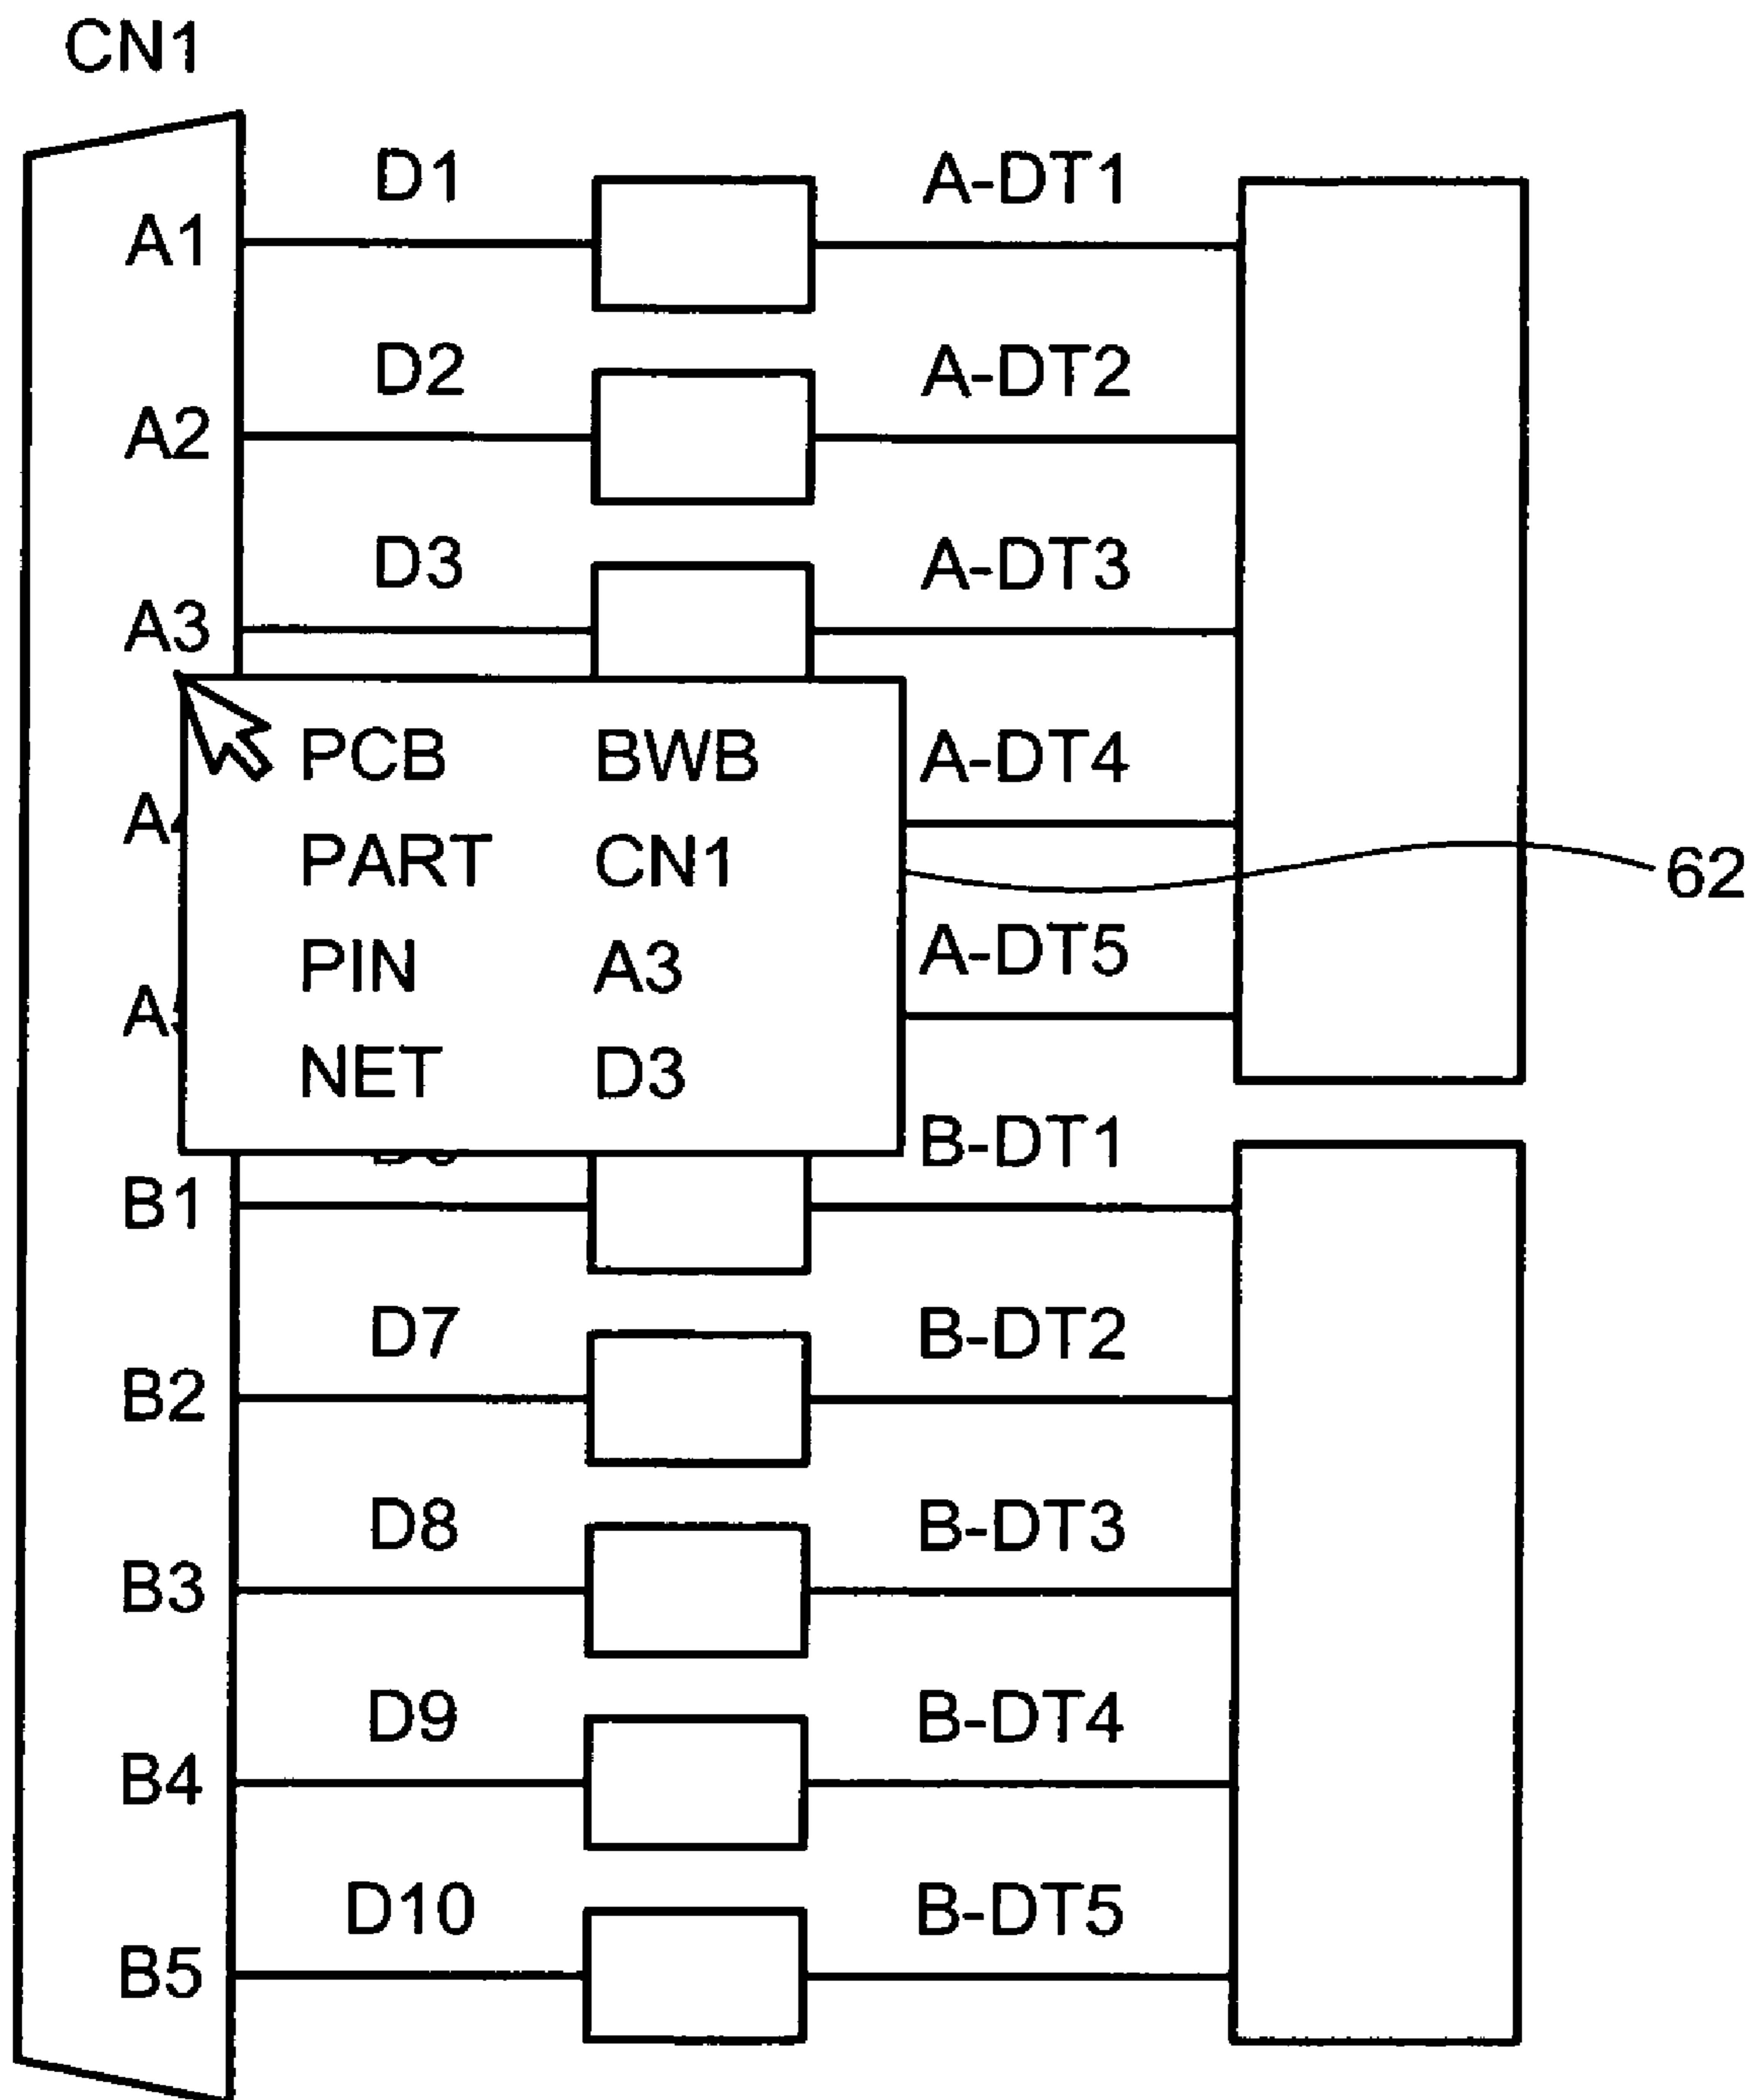 CN1
D1 A-DT1
A1
D2 A-DT2
A2
D3 A-DT3
A3
PCB BWB A-DT4
PART CN1 62
PIN A3 A-DT5
NET D3
B-DT1
B1
D7 B-DT2
B2
D8 B-DT3
B3
D9 B-DT4
B4
D10 B-DT5
B5